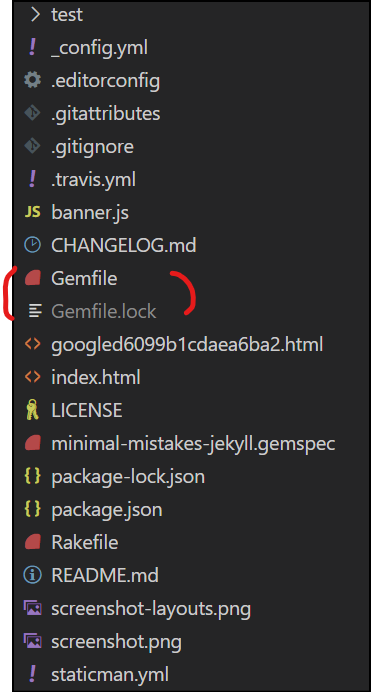 test
_config.yml
.editorconfig
.gitattributes
.gitignore
.travis.yml
JS banner.js
CHANGELOG.md
Gemfile
Gemfile.lock
googled6099b1cdaea6ba2.html
index.html
LICENSE
minimal-mistakes-jekyll.gemspec
package-lock.json
package.json
Rakefile
README.md
screenshot-layouts.png
screenshot.png
staticman.yml